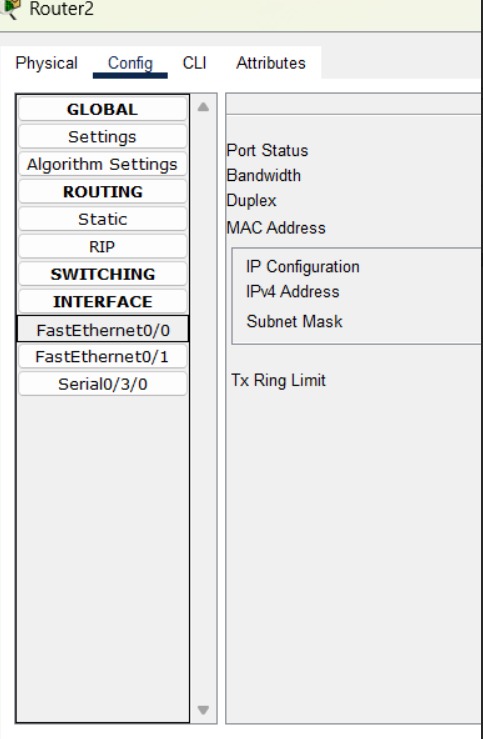 Router2
Physical Config CLI Attributes
GLOBAL
Settings
Algorithm Settings
ROUTING
Static
RIP
SWITCHING
INTERFACE
FastEthernet0/0
FastEthernet0/1
Serial0/3/0
Port Status
Bandwidth
Duplex
MAC Address
IP Configuration
IPv4 Address
Subnet Mask
Tx Ring Limit